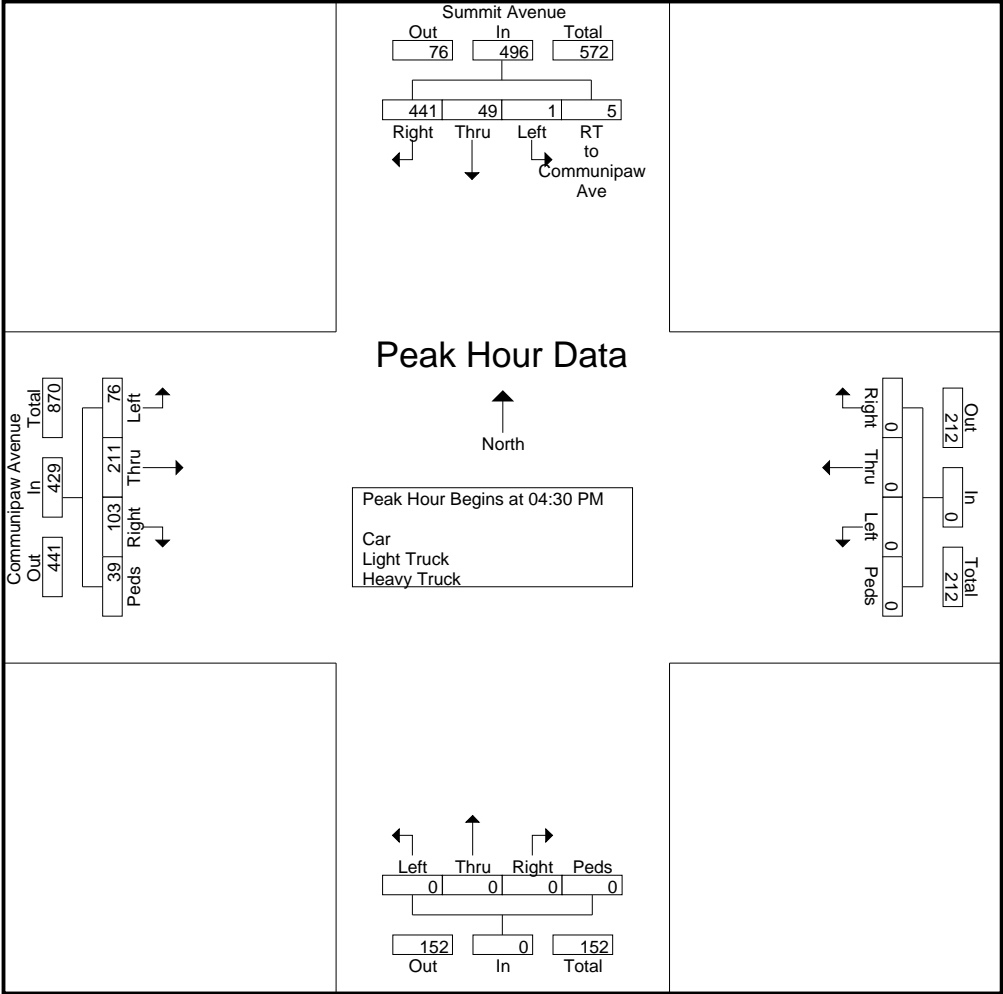 Summit Avenue
Out In Total
76 496 572
441 49 1 5
Right Thru Left RT
to
Communipaw
Ave
Peak Hour Data
North
Peak Hour Begins at 04:30 PM
Car
Light Truck
Heavy Truck
Communipaw Avenue
Out In Total
441 429 870
76 211 103 39
Left Thru Right Peds
Right Thru Left Peds
0 0 0 0
Out In Total
212 0 212
Left Thru Right Peds
0 0 0 0
152 0 152
Out In Total